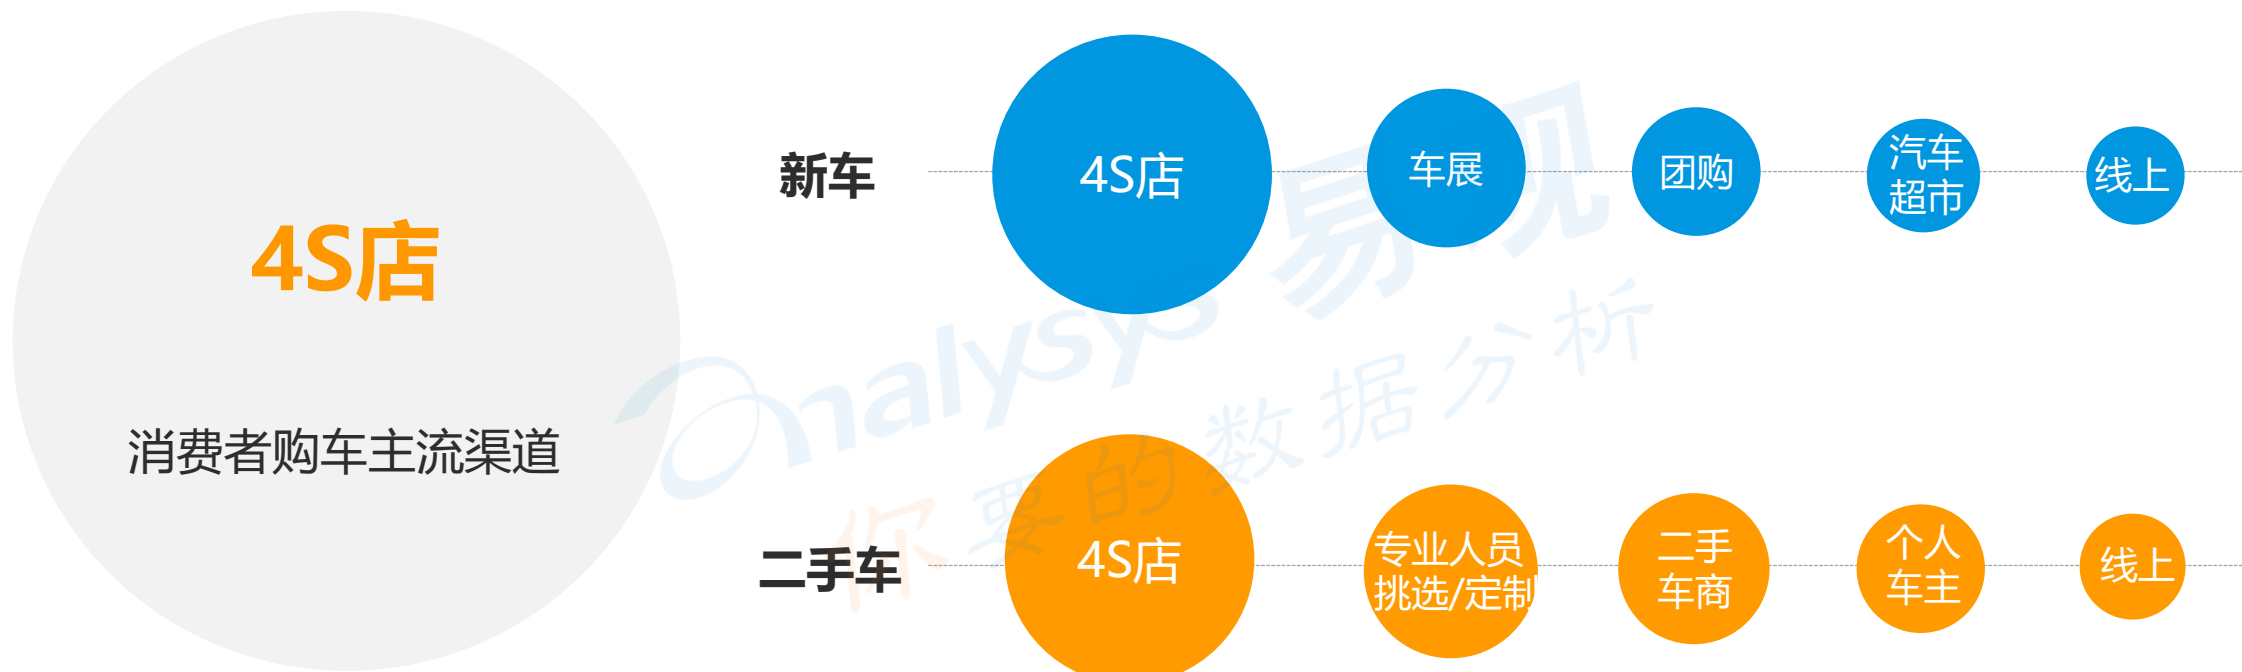 4S店
消费者购车主流渠道
新车
4S店
车展
团购
汽车
超市
线上
analysys 易观
你要的数据分析
二手车
4S店
专业人员
挑选/定制
二手
车商
个人
车主
线上